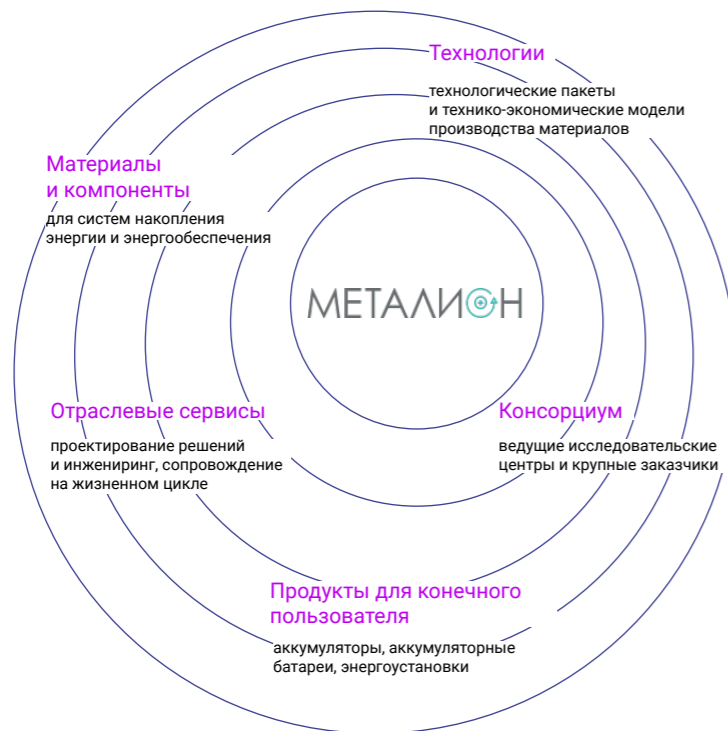 Технологии
технологические пакеты
и технико-экономические модели
производства материалов
Материалы
и компоненты
для систем накопления
энергии и энергообеспечения
МЕТАЛИОН
Отраслевые сервисы
проектирование решений
и инжениринг, сопровождение
на жизненном цикле
Консорциум
ведущие исследовательские
центры и крупные заказчики
Продукты для конечного
пользователя
аккумуляторы, аккумуляторные
батареи, энергоустановки